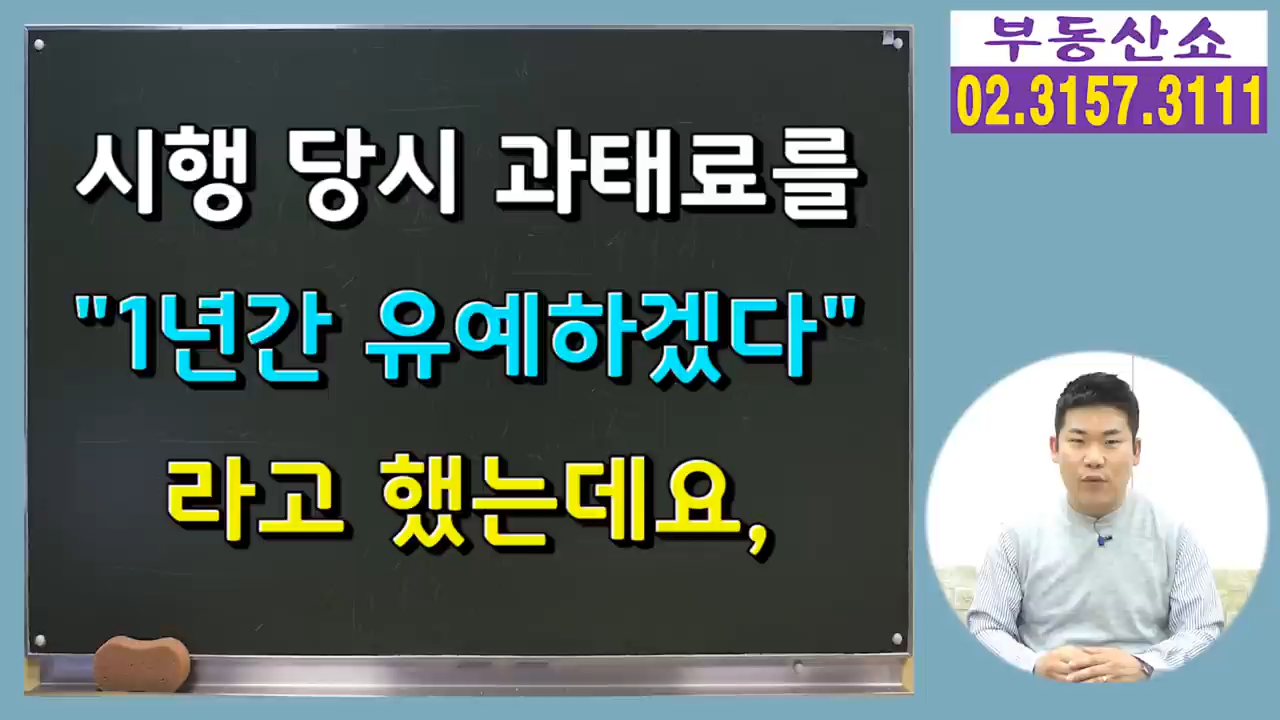 부동산쇼
02.3157.3111
시행 당시 과태료를
"1년간 유예하겠다"
라고 했는데요,